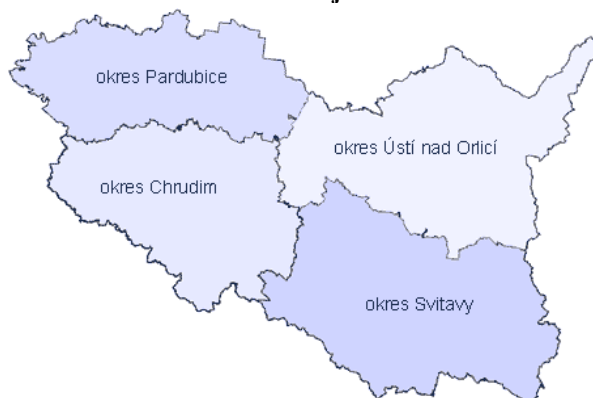 okres Pardubice
okres Ústí nad Orlicí
okres Chrudim
okres Svitavy